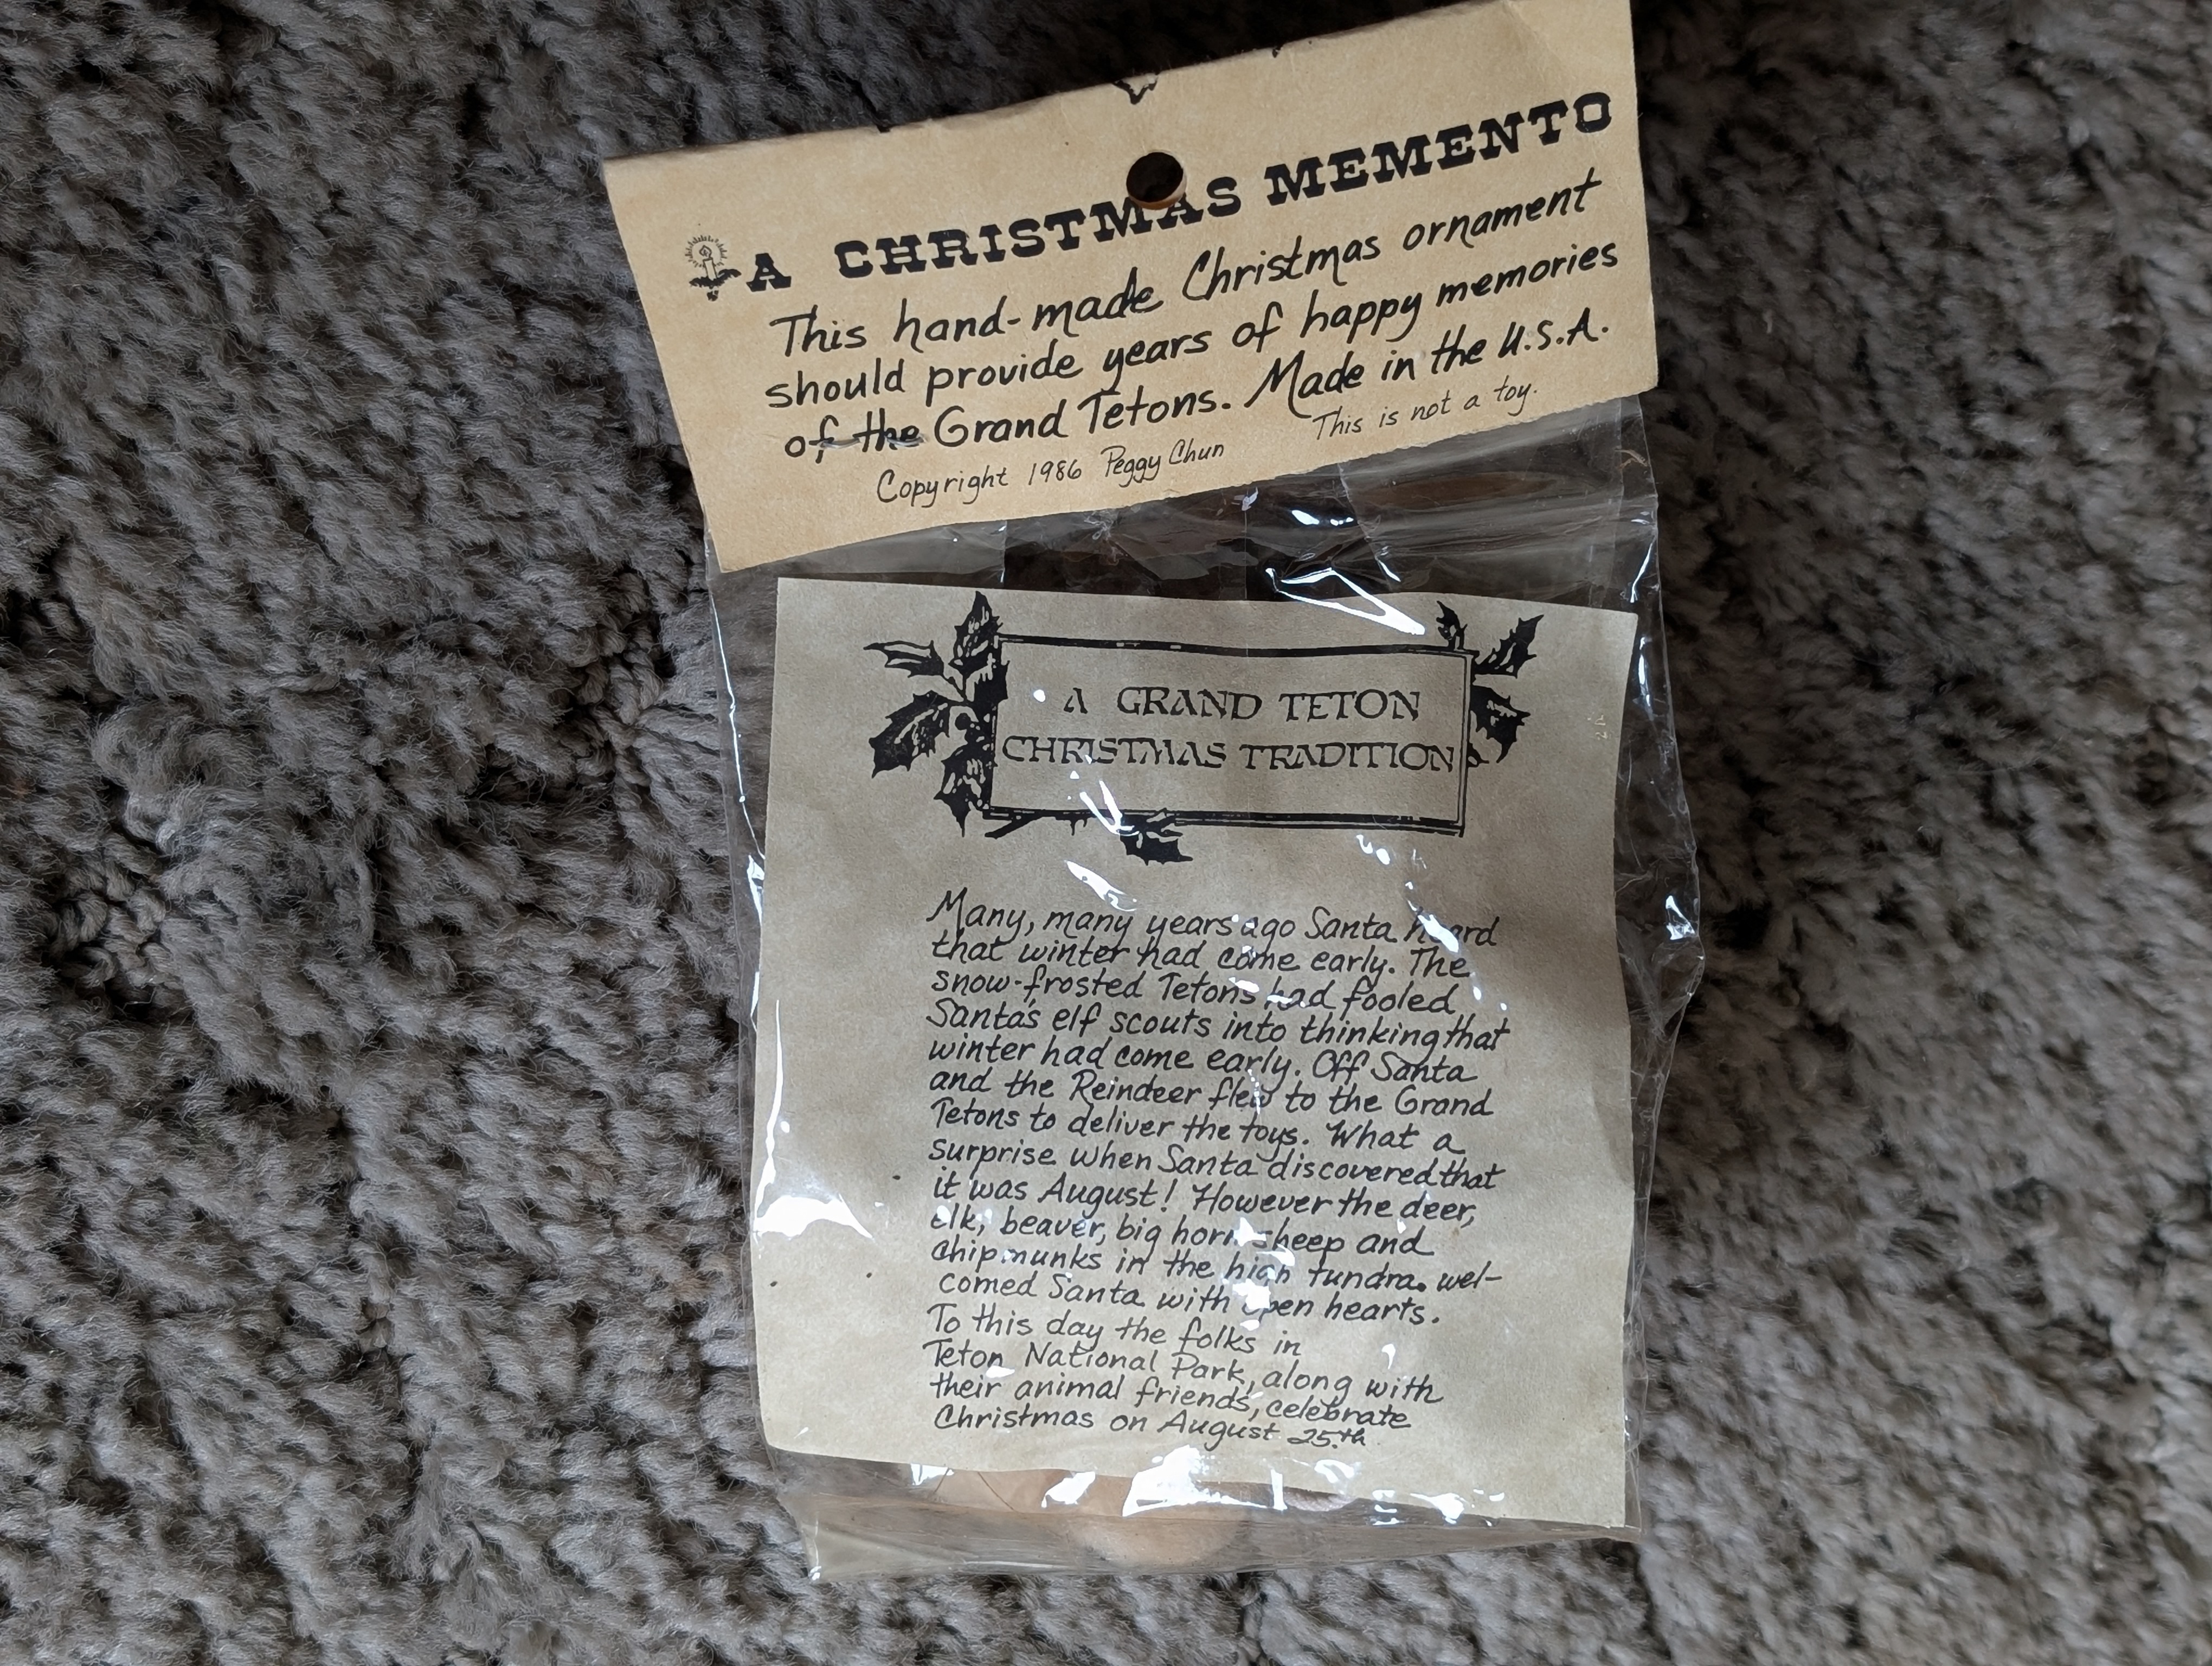 A CHRISTMAS MEMENTO
This hand-made Christmas ornament
should provide years of happy memories
of the Grand Tetons. Made in the U.S.A.
This is not a toy.
Copyright 1986 Peggy Chun
A GRAND TETON
CHRISTMAS TRADITION
Many, many years ago Santa heard
that winter had come early. The
snow-frosted Tetons had fooled
Santa's elf scouts into thinking that
winter had come early. Off Santa
and the Reindeer flew to the Grand
Tetons to deliver the toys. What a
surprise when Santa discovered that
it was August! However the deer,
elk, beaver, big horn sheep and
chipmunks in the high tundra wel-
comed Santa with open hearts.
To this day the folks in
Teton National Park, along with
their animal friends, celebrate
Christmas on August 25th.